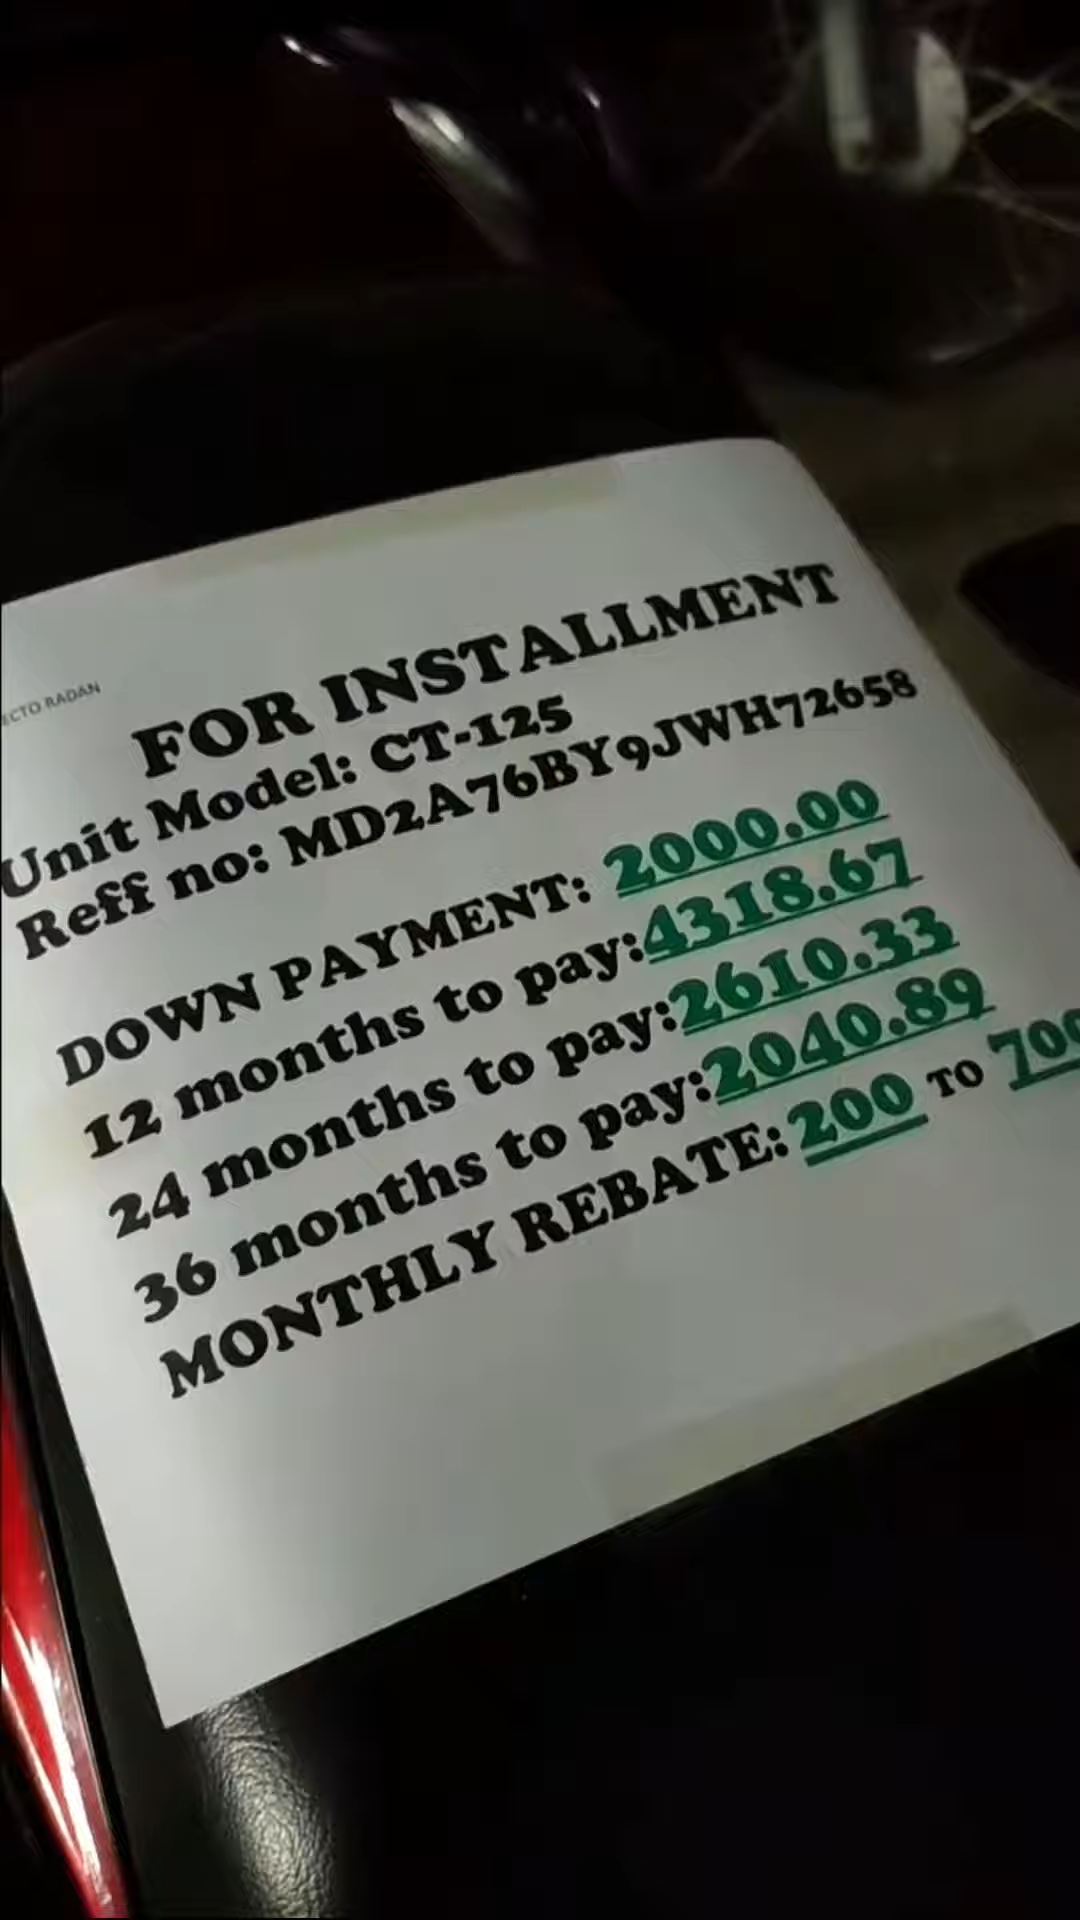 ECTO RADAN
FOR INSTALLMENT
Unit Model: CT-125
Reff no: MD2A76BY9JWH72658
DOWN PAYMENT: 2000.00
12 months to pay:4318.67
24 months to pay:2610.33
36 months to pay:2040.89
MONTHLY REBATE:200 TO 700